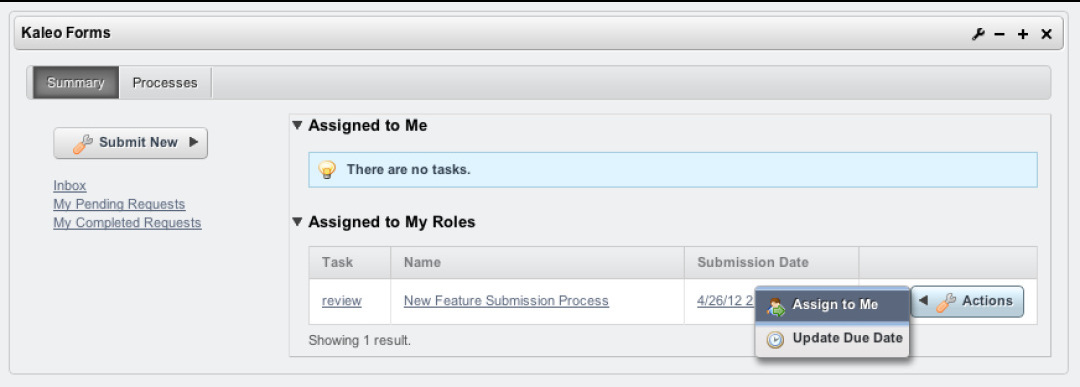 Kaleo Forms
Summary Processes
Submit New
Inbox
My Pending Requests
My Completed Requests
Assigned to Me
There are no tasks.
Assigned to My Roles
Task Name Submission Date
review New Feature Submission Process 4/26/12 2
Assign to Me
Actions
Update Due Date
Showing 1 result.